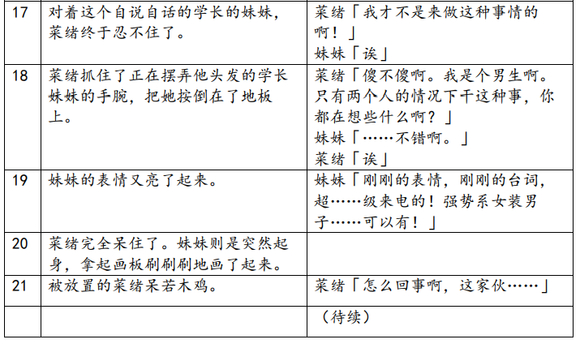 17
对着这个自说自话的学长的妹妹，
菜绪终于忍不住了。
菜绪「我才不是来做这种事情的
啊！」
妹妹「诶」
18
菜绪抓住了正在摆弄他头发的学长
妹妹的手腕，把她按倒在了地板
上。
菜绪「傻不傻啊。我是个男生啊。
只有两个人的情况下干这种事，你
都在想些什么啊？」
妹妹「……不错啊。」
菜绪「诶」
19
妹妹的表情又亮了起来。
妹妹「刚刚的表情，刚刚的台词，
超……级来电的！强势系女装男
子……可以有！」
20
菜绪完全呆住了。妹妹则是突然起
身，拿起画板刷刷刷地画了起来。
21
被放置的菜绪呆若木鸡。
菜绪「怎么回事啊，这家伙……」
（待续）